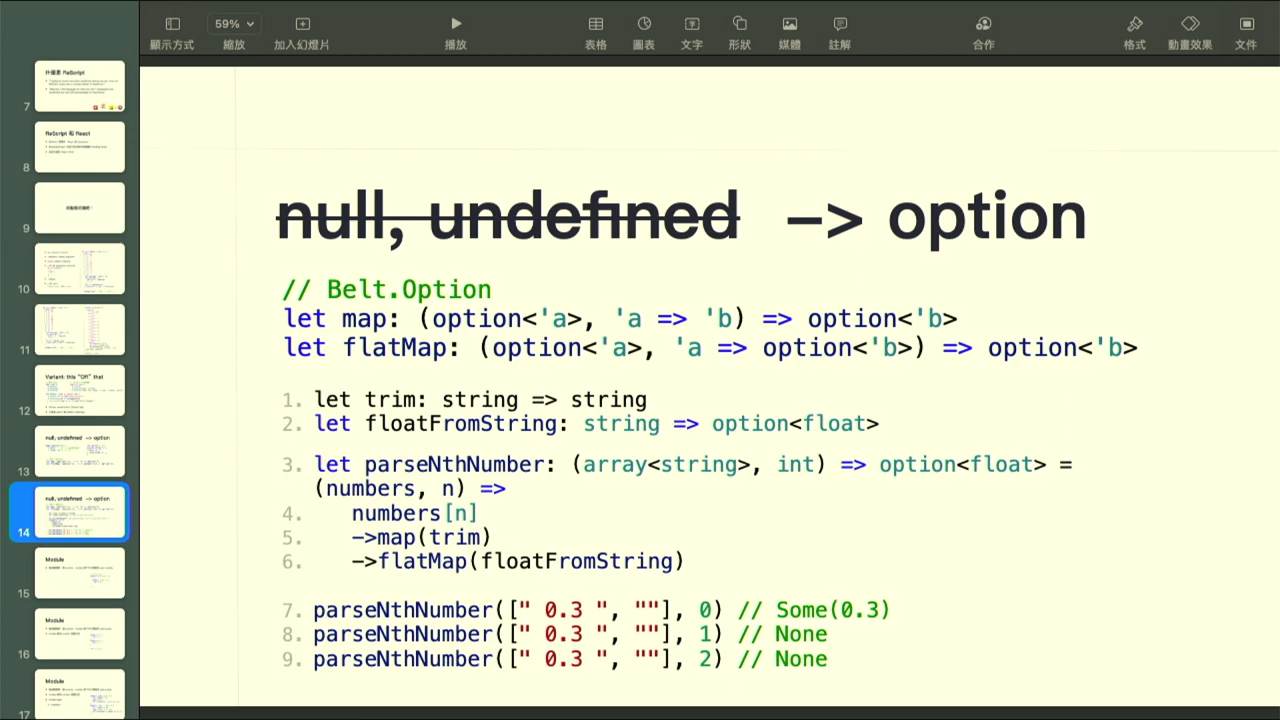 59%
顯示方式
縮放
加入幻燈片
播放
表格
圖表
文字
形狀
媒體
註解
合作
格式
動畫效果
文件
什麼是 ReScript
7
ReScript 和 React
8
9
10
11
Variant: this "OR" that
12
null, undefined -> option
13
null, undefined -> option
14
Module
15
Module
16
Module
17
null, undefined –> option
// Belt.Option
let map: (option<'a>, 'a => 'b) => option<'b>
let flatMap: (option<'a>, 'a => option<'b>) => option<'b>
1. let trim: string => string
2. let floatFromString: string => option<float>
3. let parseNthNumber: (array<string>, int) => option<float> =
(numbers, n) =>
4. numbers[n]
5. ->map(trim)
6. ->flatMap(floatFromString)
7. parseNthNumber([" 0.3 ", ""], 0) // Some(0.3)
8. parseNthNumber([" 0.3 ", ""], 1) // None
9. parseNthNumber([" 0.3 ", ""], 2) // None